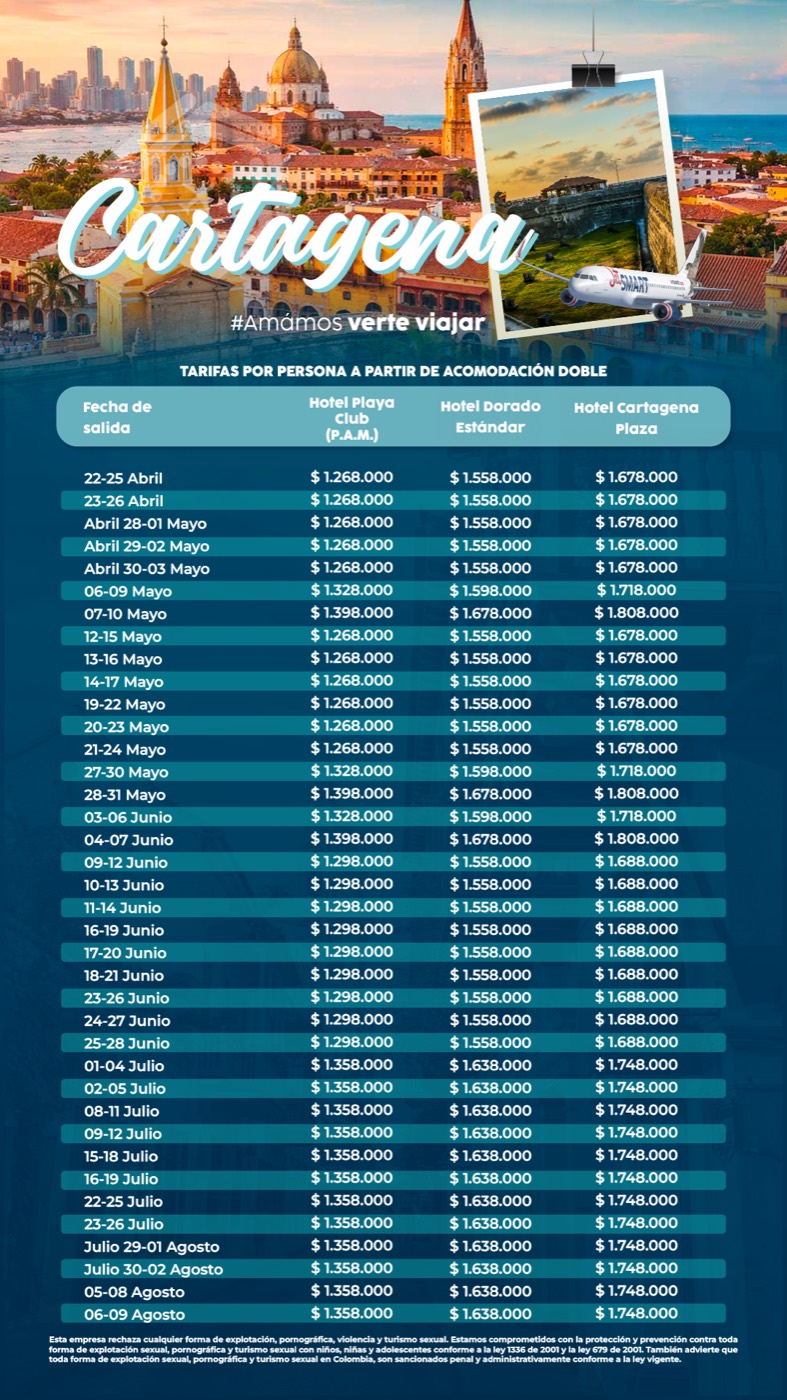 Cartagena
JetSMART
#Amámos verte viajar
TARIFAS POR PERSONA A PARTIR DE ACOMODACIÓN DOBLE
Fecha de salida Hotel Playa Club (P.A.M.) Hotel Dorado Estándar Hotel Cartagena Plaza
22-25 Abril $ 1.268.000 $ 1.558.000 $ 1.678.000
23-26 Abril $ 1.268.000 $ 1.558.000 $ 1.678.000
Abril 28-01 Mayo $ 1.268.000 $ 1.558.000 $ 1.678.000
Abril 29-02 Mayo $ 1.268.000 $ 1.558.000 $ 1.678.000
Abril 30-03 Mayo $ 1.268.000 $ 1.558.000 $ 1.678.000
06-09 Mayo $ 1.328.000 $ 1.598.000 $ 1.718.000
07-10 Mayo $ 1.398.000 $ 1.678.000 $ 1.808.000
12-15 Mayo $ 1.268.000 $ 1.558.000 $ 1.678.000
13-16 Mayo $ 1.268.000 $ 1.558.000 $ 1.678.000
14-17 Mayo $ 1.268.000 $ 1.558.000 $ 1.678.000
19-22 Mayo $ 1.268.000 $ 1.558.000 $ 1.678.000
20-23 Mayo $ 1.268.000 $ 1.558.000 $ 1.678.000
21-24 Mayo $ 1.268.000 $ 1.558.000 $ 1.678.000
27-30 Mayo $ 1.328.000 $ 1.598.000 $ 1.718.000
28-31 Mayo $ 1.398.000 $ 1.678.000 $ 1.808.000
03-06 Junio $ 1.328.000 $ 1.598.000 $ 1.718.000
04-07 Junio $ 1.398.000 $ 1.678.000 $ 1.808.000
09-12 Junio $ 1.298.000 $ 1.558.000 $ 1.688.000
10-13 Junio $ 1.298.000 $ 1.558.000 $ 1.688.000
11-14 Junio $ 1.298.000 $ 1.558.000 $ 1.688.000
16-19 Junio $ 1.298.000 $ 1.558.000 $ 1.688.000
17-20 Junio $ 1.298.000 $ 1.558.000 $ 1.688.000
18-21 Junio $ 1.298.000 $ 1.558.000 $ 1.688.000
23-26 Junio $ 1.298.000 $ 1.558.000 $ 1.688.000
24-27 Junio $ 1.298.000 $ 1.558.000 $ 1.688.000
25-28 Junio $ 1.298.000 $ 1.558.000 $ 1.688.000
01-04 Julio $ 1.358.000 $ 1.638.000 $ 1.748.000
02-05 Julio $ 1.358.000 $ 1.638.000 $ 1.748.000
08-11 Julio $ 1.358.000 $ 1.638.000 $ 1.748.000
09-12 Julio $ 1.358.000 $ 1.638.000 $ 1.748.000
15-18 Julio $ 1.358.000 $ 1.638.000 $ 1.748.000
16-19 Julio $ 1.358.000 $ 1.638.000 $ 1.748.000
22-25 Julio $ 1.358.000 $ 1.638.000 $ 1.748.000
23-26 Julio $ 1.358.000 $ 1.638.000 $ 1.748.000
Julio 29-01 Agosto $ 1.358.000 $ 1.638.000 $ 1.748.000
Julio 30-02 Agosto $ 1.358.000 $ 1.638.000 $ 1.748.000
05-08 Agosto $ 1.358.000 $ 1.638.000 $ 1.748.000
06-09 Agosto $ 1.358.000 $ 1.638.000 $ 1.748.000
Esta empresa rechaza cualquier forma de explotación, pornográfica, violencia y turismo sexual. Estamos comprometidos con la protección y prevención contra toda
forma de explotación sexual, pornográfica y turismo sexual con niños, niñas y adolescentes conforme a la ley 1336 de 2001 y la ley 679 de 2001. También advierte que
toda forma de explotación sexual, pornográfica y turismo sexual en Colombia, son sancionados penal y administrativamente conforme a la ley vigente.